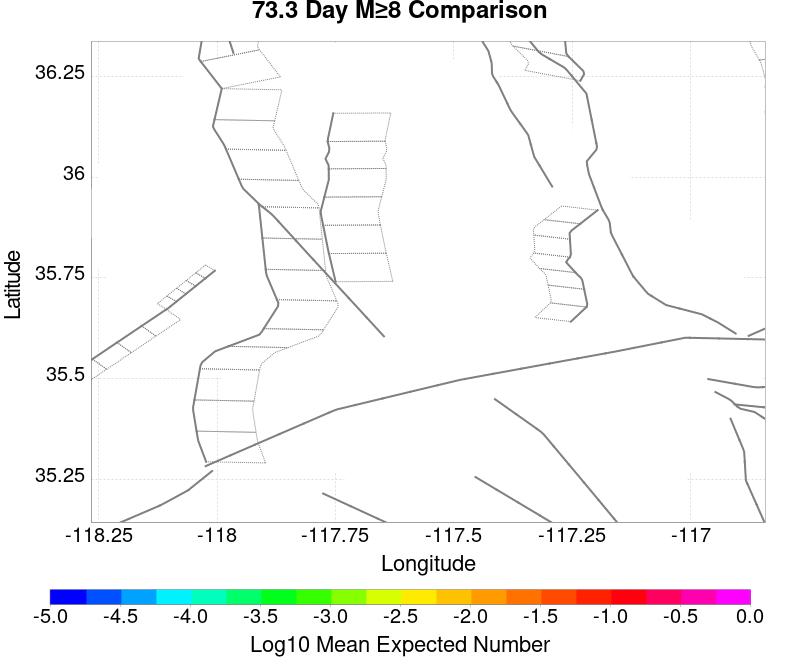 73.3 Day M≥8 Comparison
36.25
36
35.75
35.5
35.25
Latitude
-118.25 -118 -117.75 -117.5 -117.25 -117
Longitude
-5.0 -4.5 -4.0 -3.5 -3.0 -2.5 -2.0 -1.5 -1.0 -0.5 0.0
Log10 Mean Expected Number